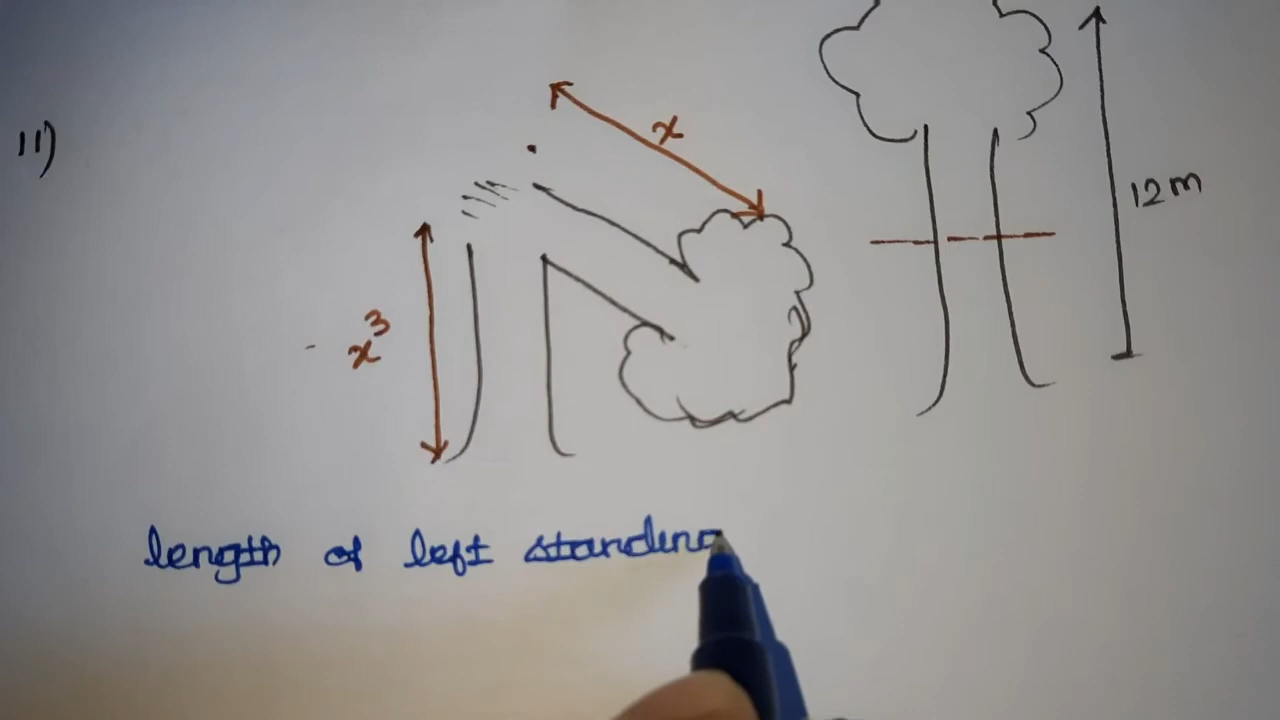 11)
x
12m
x³
length of left standing